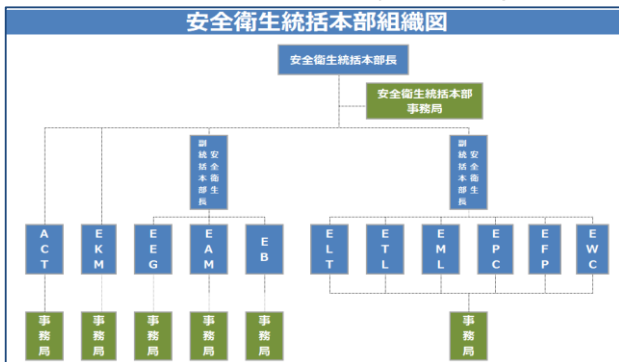 安全衛生統括本部組織図
安全衛生統括本部長
安全衛生統括本部
事務局
安全衛生
副統括本部長
安全衛生
副統括本部長
ACT
EKM
EEG
EAM
EB
ELT
ETL
EML
EPC
EFP
EWC
事務局
事務局
事務局
事務局
事務局
事務局